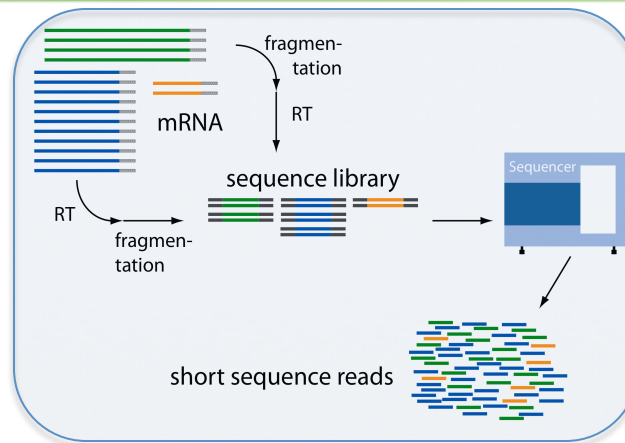 fragmen-
tation
RT
mRNA
sequence library
Sequencer
RT
fragmen-
tation
short sequence reads